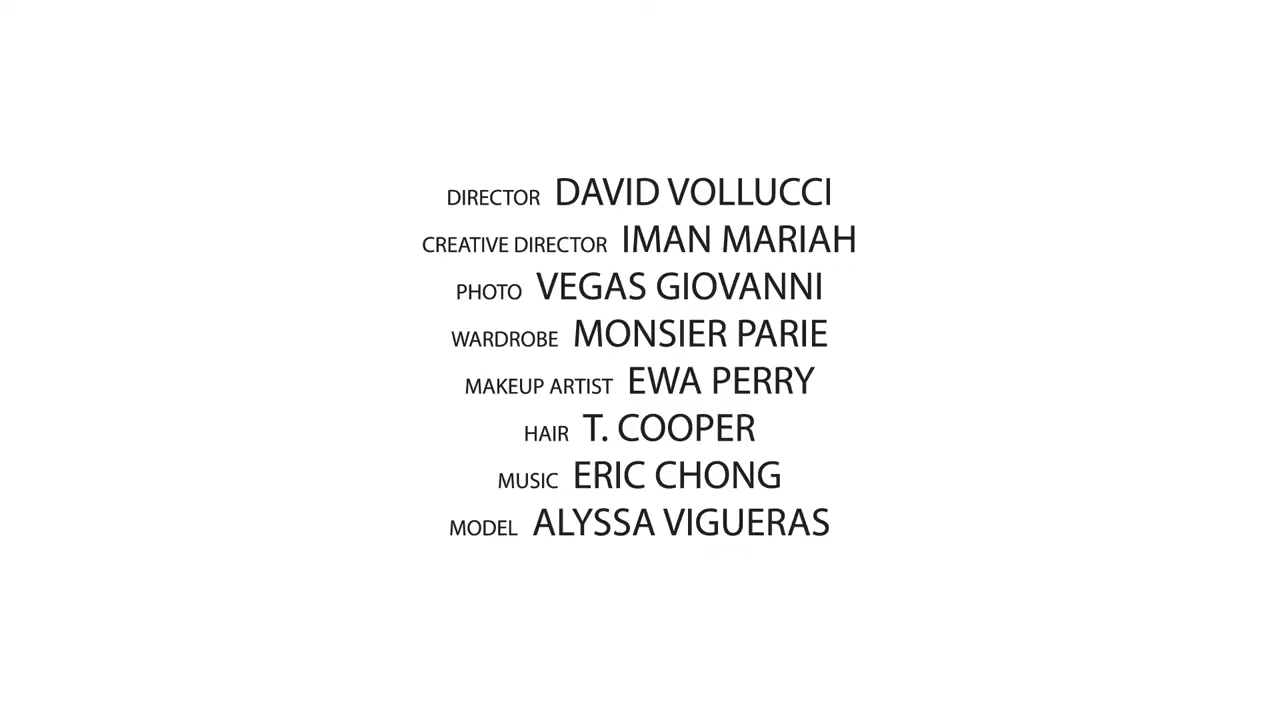 DIRECTOR DAVID VOLLUCCI
CREATIVE DIRECTOR IMAN MARIAH
PHOTO VEGAS GIOVANNI
WARDROBE MONSIER PARIE
MAKEUP ARTIST EWA PERRY
HAIR T. COOPER
MUSIC ERIC CHONG
MODEL ALYSSA VIGUERAS